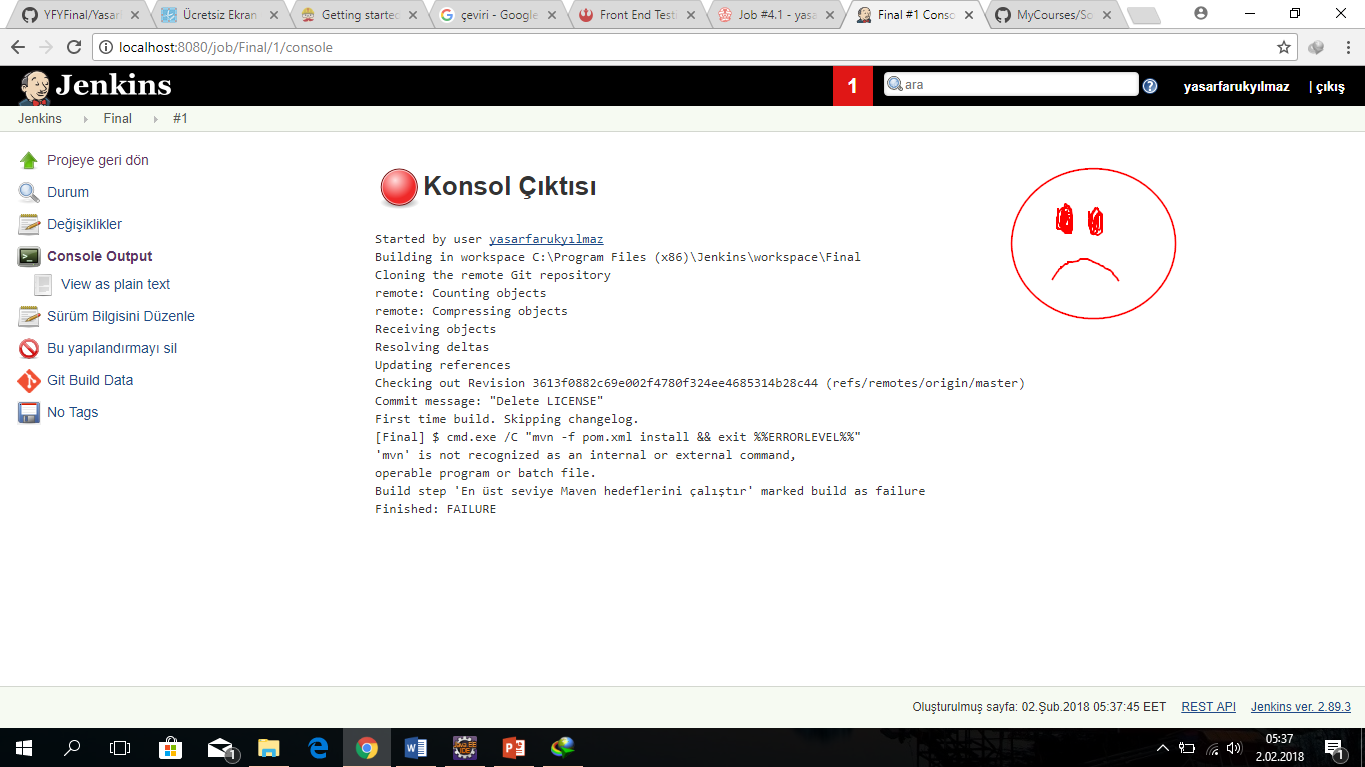 YFYFinal/Yasarf
Ücretsiz Ekran
Getting started
çeviri - Google
Front End Testi
Job #4.1 - yasa
Final #1 Conso
MyCourses/So
localhost:8080/job/Final/1/console
Jenkins
1
ara
yasarfarukyılmaz
| çıkış
Jenkins
Final
#1
Projeye geri dön
Durum
Değişiklikler
Console Output
View as plain text
Sürüm Bilgisini Düzenle
Bu yapılandırmayı sil
Git Build Data
No Tags
Konsol Çıktısı
Started by user yasarfarukyılmaz
Building in workspace C:\Program Files (x86)\Jenkins\workspace\Final
Cloning the remote Git repository
remote: Counting objects
remote: Compressing objects
Receiving objects
Resolving deltas
Updating references
Checking out Revision 3613f0882c69e002f4780f324ee4685314b28c44 (refs/remotes/origin/master)
Commit message: "Delete LICENSE"
First time build. Skipping changelog.
[Final] $ cmd.exe /C "mvn -f pom.xml install && exit %%ERRORLEVEL%%"
'mvn' is not recognized as an internal or external command,
operable program or batch file.
Build step 'En üst seviye Maven hedeflerini çalıştır' marked build as failure
Finished: FAILURE
Oluşturulmuş sayfa: 02.Şub.2018 05:37:45 EET
REST API
Jenkins ver. 2.89.3
1
05:37
2.02.2018
1